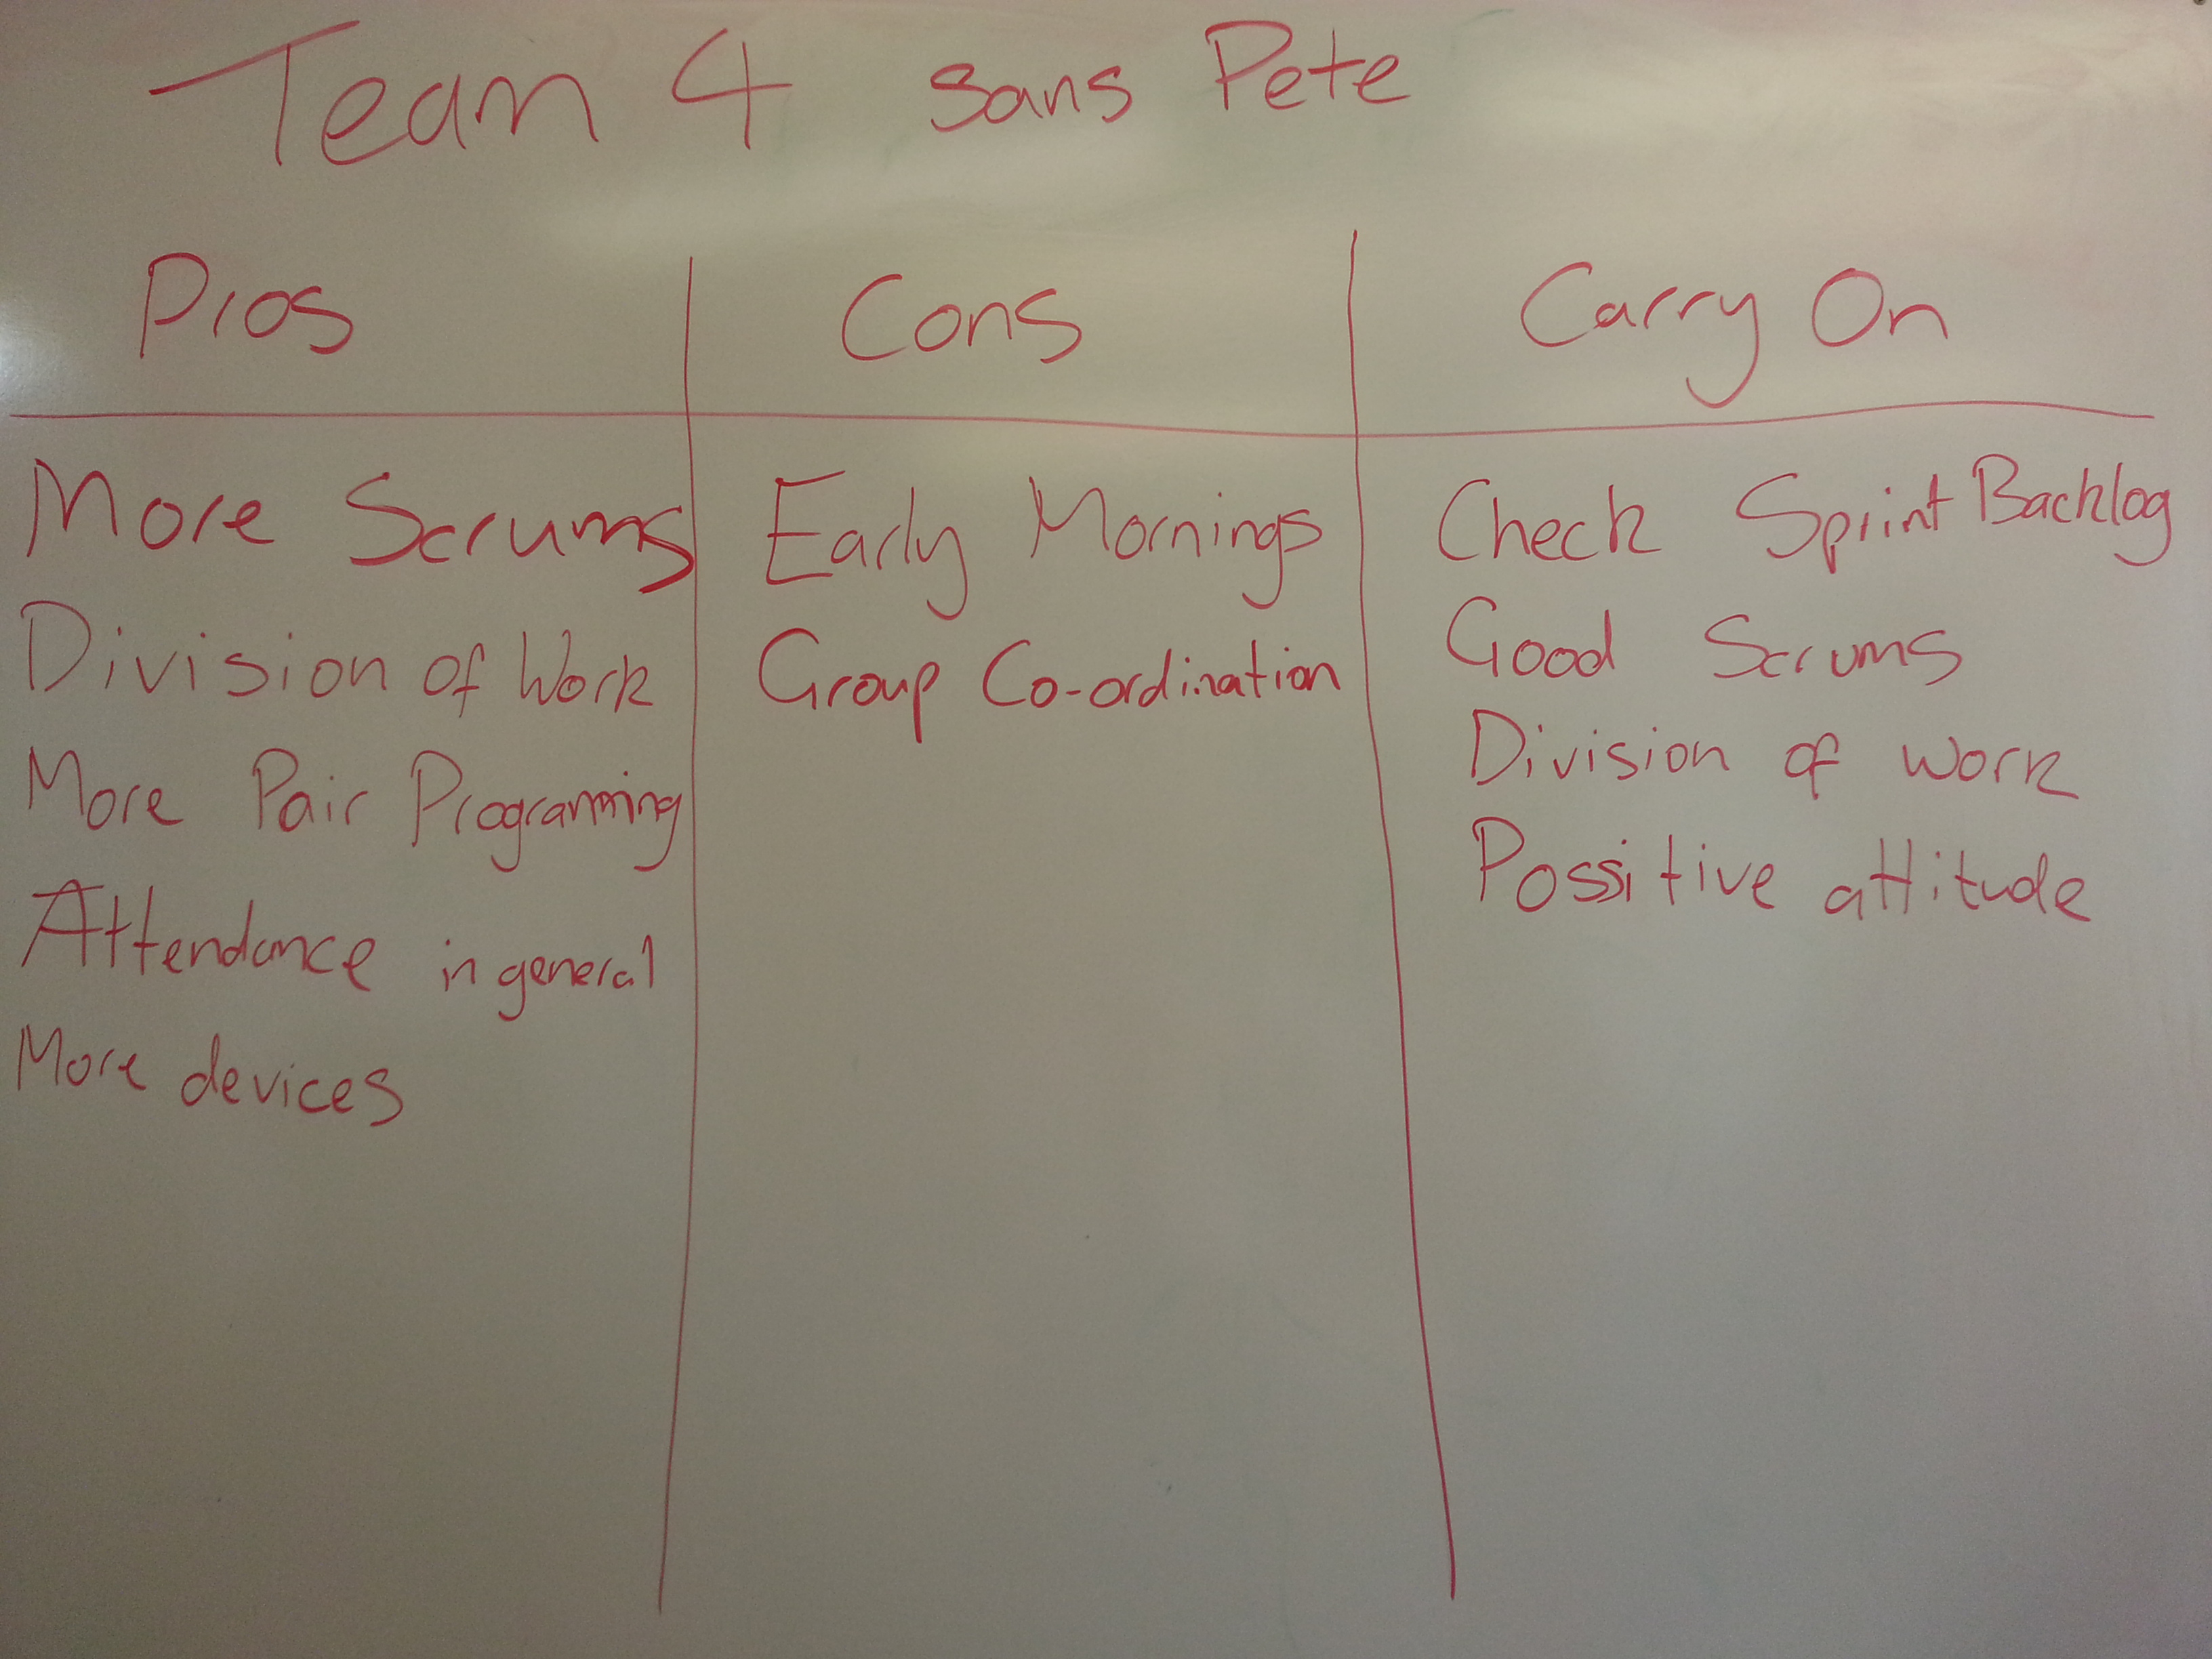 Team 4 sans Pete
Pros
Cons
Carry On
More Scrums
Division of Work
More Pair Programming
Attendance in general
More devices
Early Mornings
Group Co-ordination
Check Sprint Backlog
Good Scrums
Division of work
Possitive attitude